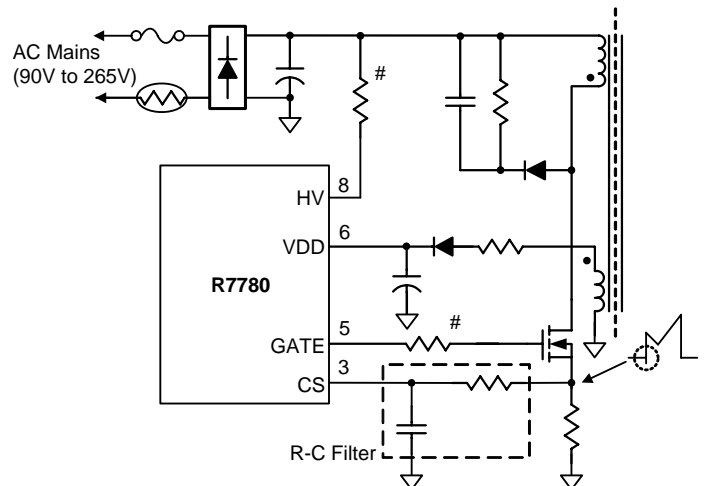 AC Mains
(90V to 265V)
#
8
HV
6
VDD
R7780
5
#
GATE
3
CS
R-C Filter